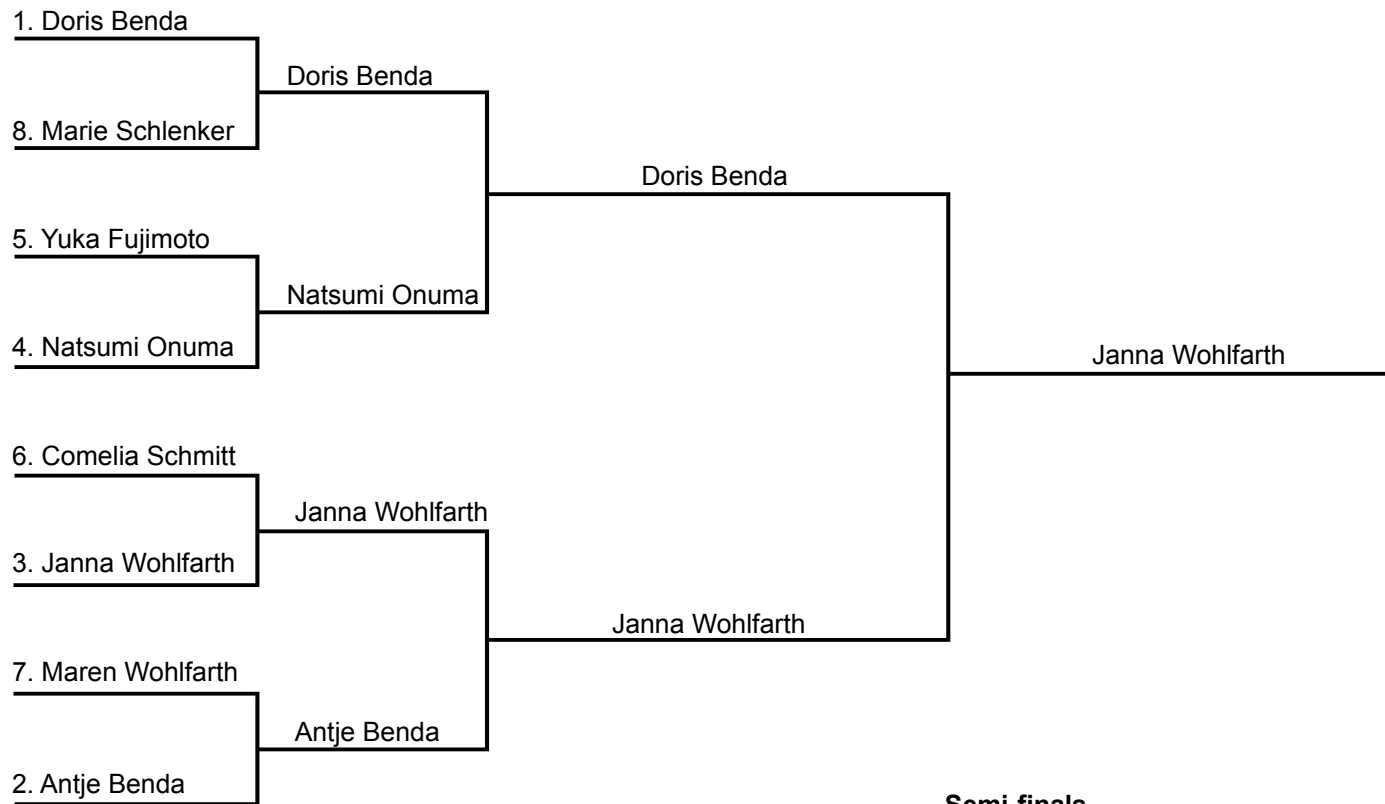 1. Doris Benda
Doris Benda
8. Marie Schlenker
Doris Benda
5. Yuka Fujimoto
Natsumi Onuma
4. Natsumi Onuma
Janna Wohlfarth
6. Comelia Schmitt
Janna Wohlfarth
3. Janna Wohlfarth
Janna Wohlfarth
7. Maren Wohlfarth
Antje Benda
2. Antje Benda
Semi-finals